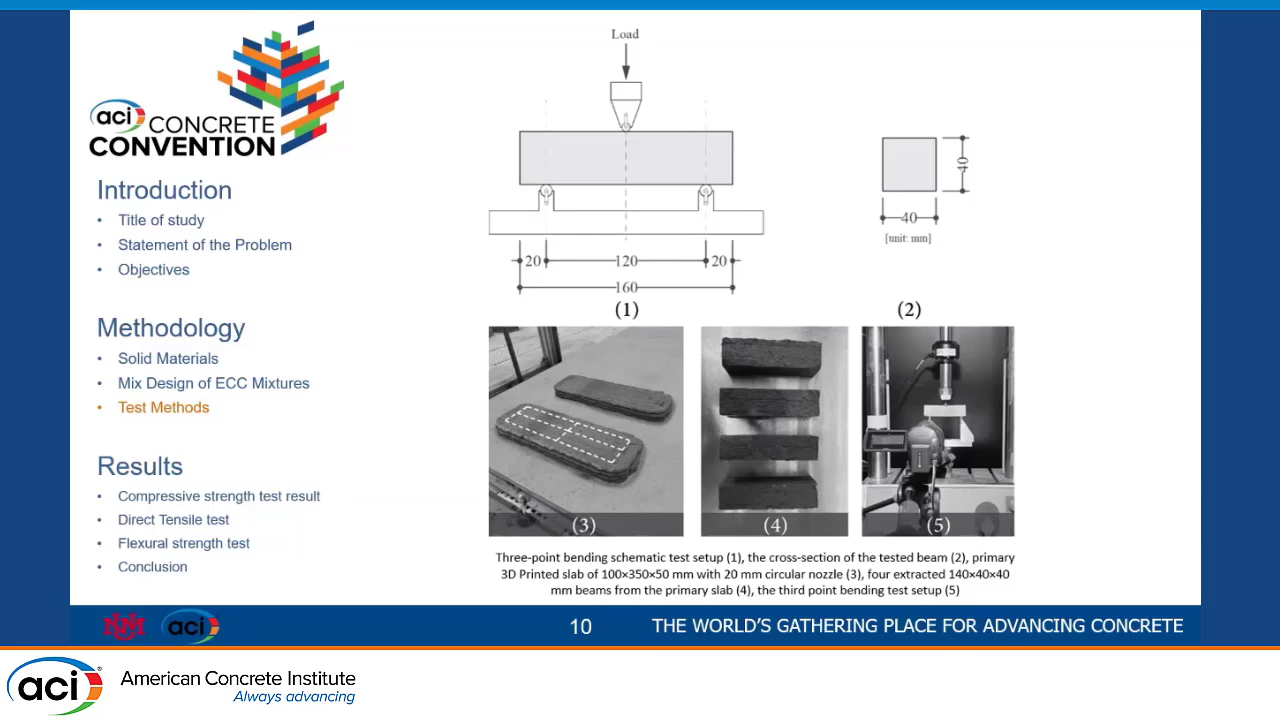 aci CONCRETE
CONVENTION
Introduction
• Title of study
• Statement of the Problem
• Objectives
Methodology
• Solid Materials
• Mix Design of ECC Mixtures
• Test Methods
Results
• Compressive strength test result
• Direct Tensile test
• Flexural strength test
• Conclusion
Load
20 120 20
160
(1)
40
40
[unit: mm]
(2)
(3)
(4)
(5)
Three-point bending schematic test setup (1), the cross-section of the tested beam (2), primary
3D Printed slab of 100×350×50 mm with 20 mm circular nozzle (3), four extracted 140×40×40
mm beams from the primary slab (4), the third point bending test setup (5)
aci
10
THE WORLD'S GATHERING PLACE FOR ADVANCING CONCRETE
aci® American Concrete Institute
Always advancing